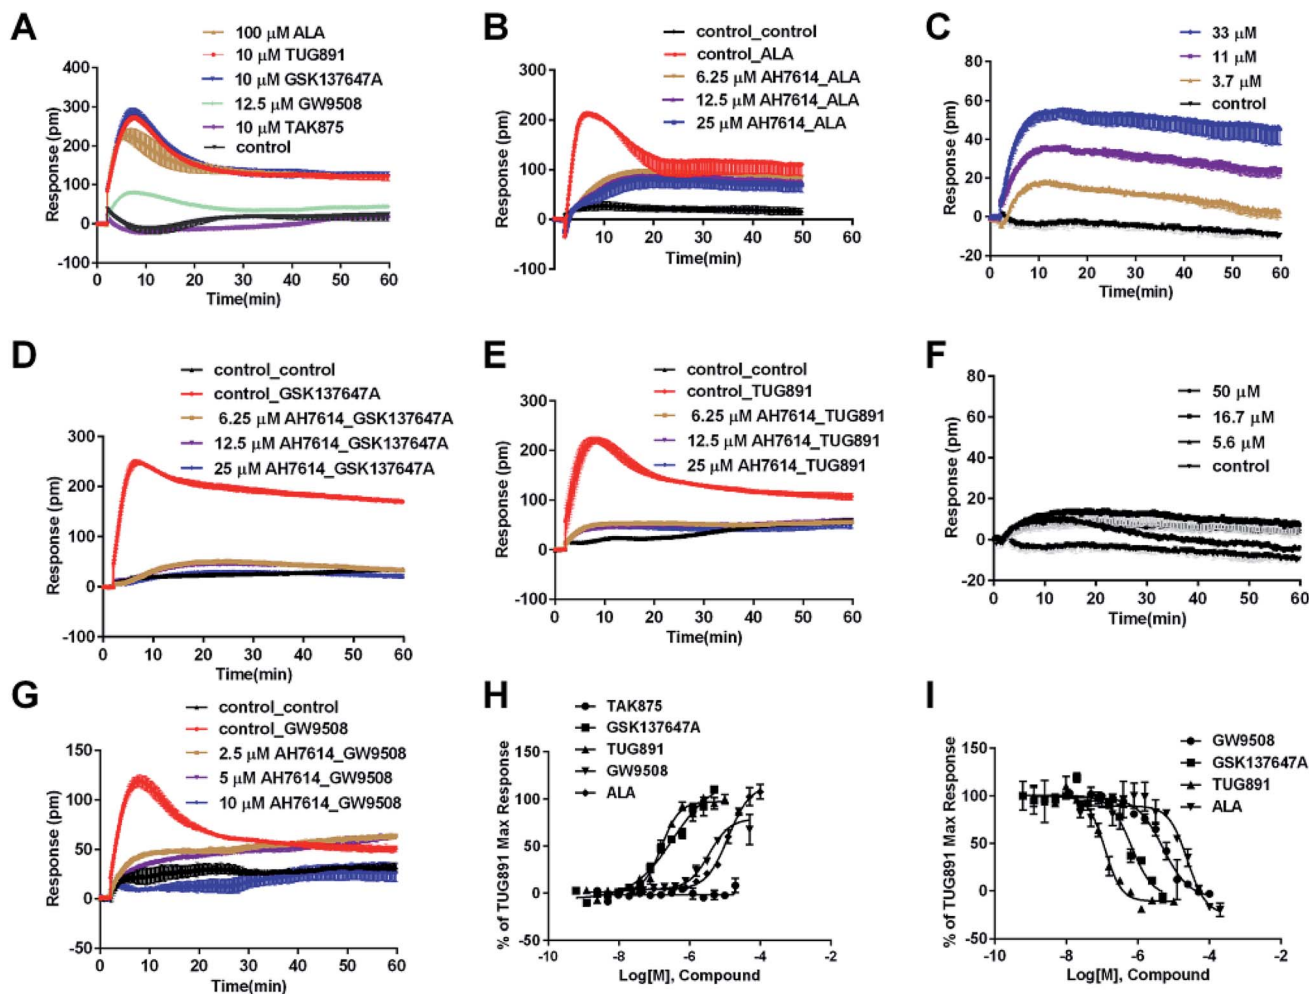 A
100 μM ALA
10 μM TUG891
10 μM GSK137647A
12.5 μM GW9508
10 μM TAK875
control
Response (pm)
400
300
200
100
0
-100
0 10 20 30 40 50 60
Time(min)
B
control_control
control_ALA
6.25 μM AH7614_ALA
12.5 μM AH7614_ALA
25 μM AH7614_ALA
Response (pm)
300
200
100
0
-100
0 10 20 30 40 50 60
Time(min)
C
33 μM
11 μM
3.7 μM
control
Response (pm)
80
60
40
20
0
-20
0 10 20 30 40 50 60
Time(min)
D
control_control
control_GSK137647A
6.25 μM AH7614_GSK137647A
12.5 μM AH7614_GSK137647A
25 μM AH7614_GSK137647A
Response (pm)
300
200
100
0
-100
0 10 20 30 40 50 60
Time(min)
E
control_control
control_TUG891
6.25 μM AH7614_TUG891
12.5 μM AH7614_TUG891
25 μM AH7614_TUG891
Response (pm)
300
200
100
0
-100
0 10 20 30 40 50 60
Time(min)
F
50 μM
16.7 μM
5.6 μM
control
Response (pm)
80
60
40
20
0
-20
0 10 20 30 40 50 60
Time(min)
G
control_control
control_GW9508
2.5 μM AH7614_GW9508
5 μM AH7614_GW9508
10 μM AH7614_GW9508
Response (pm)
150
100
50
0
-50
0 10 20 30 40 50 60
Time(min)
H
TAK875
GSK137647A
TUG891
GW9508
ALA
% of TUG891 Max Response
150
100
50
0
-50
-10 -8 -6 -4 -2
Log[M], Compound
I
GW9508
GSK137647A
TUG891
ALA
% of TUG891 Max Response
150
100
50
0
-50
-10 -8 -6 -4 -2
Log[M], Compound